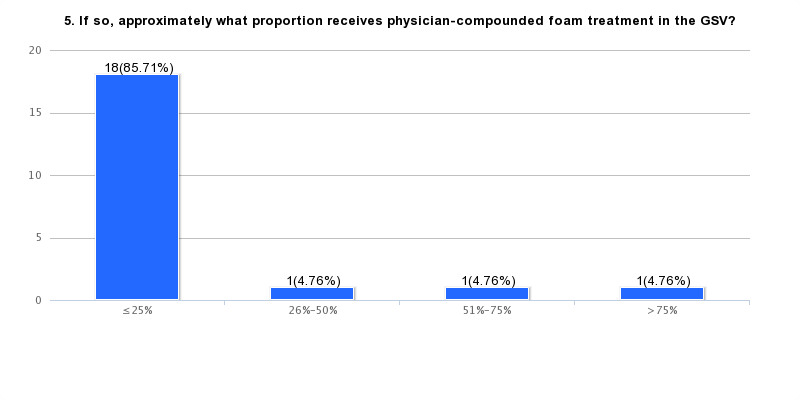 5. If so, approximately what proportion receives physician-compounded foam treatment in the GSV?
20
18(85.71%)
15
10
5
1(4.76%) 1(4.76%) 1(4.76%)
0
≤25% 26%-50% 51%-75% >75%